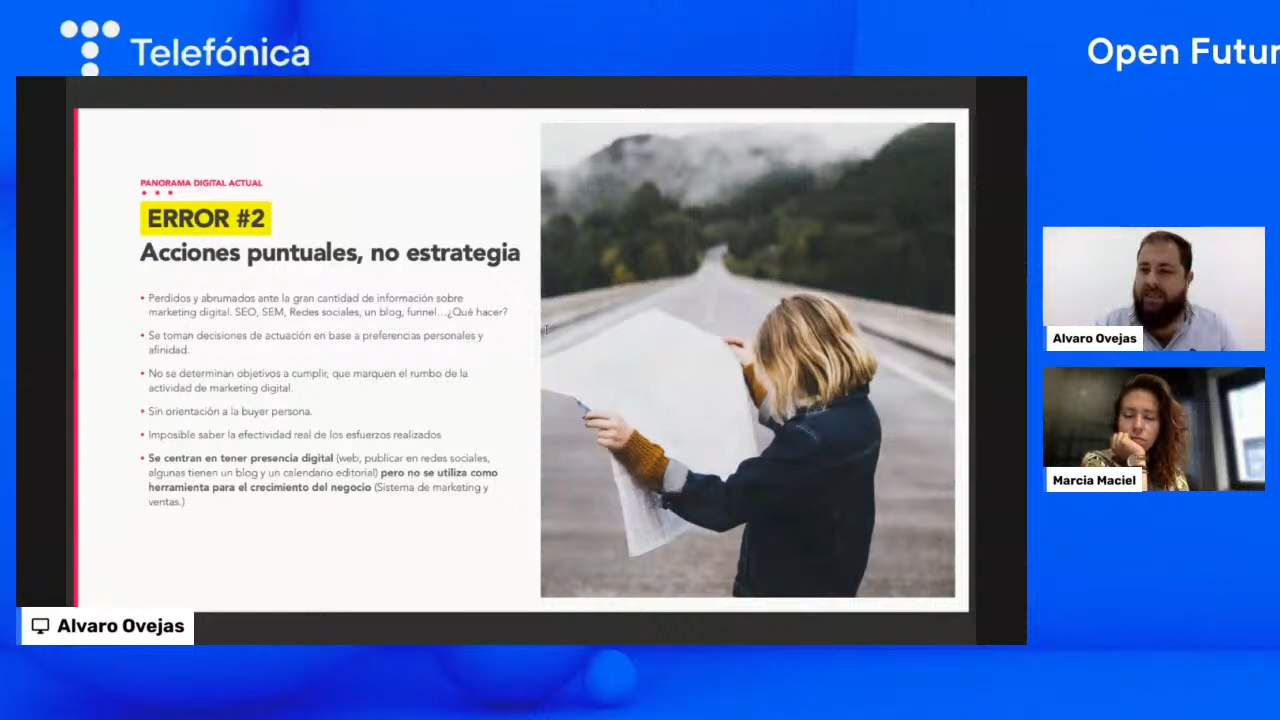 Telefónica
Open Futur
PANORAMA DIGITAL ACTUAL
ERROR #2
Acciones puntuales, no estrategia
• Perdidos y abrumados ante la gran cantidad de información sobre
marketing digital. SEO, SEM, Redes sociales, un blog, funnel...¿Qué hacer?
• Se toman decisiones de actuación en base a preferencias personales y
afinidad.
• No se determinan objetivos a cumplir, que marquen el rumbo de la
actividad de marketing digital.
• Sin orientación a la buyer persona.
• Imposible saber la efectividad real de los esfuerzos realizados
• Se centran en tener presencia digital (web, publicar en redes sociales,
algunas tienen un blog y un calendario editorial) pero no se utiliza como
herramienta para el crecimiento del negocio (Sistema de marketing y
ventas.)
Alvaro Ovejas
Marcia Maciel
Alvaro Ovejas